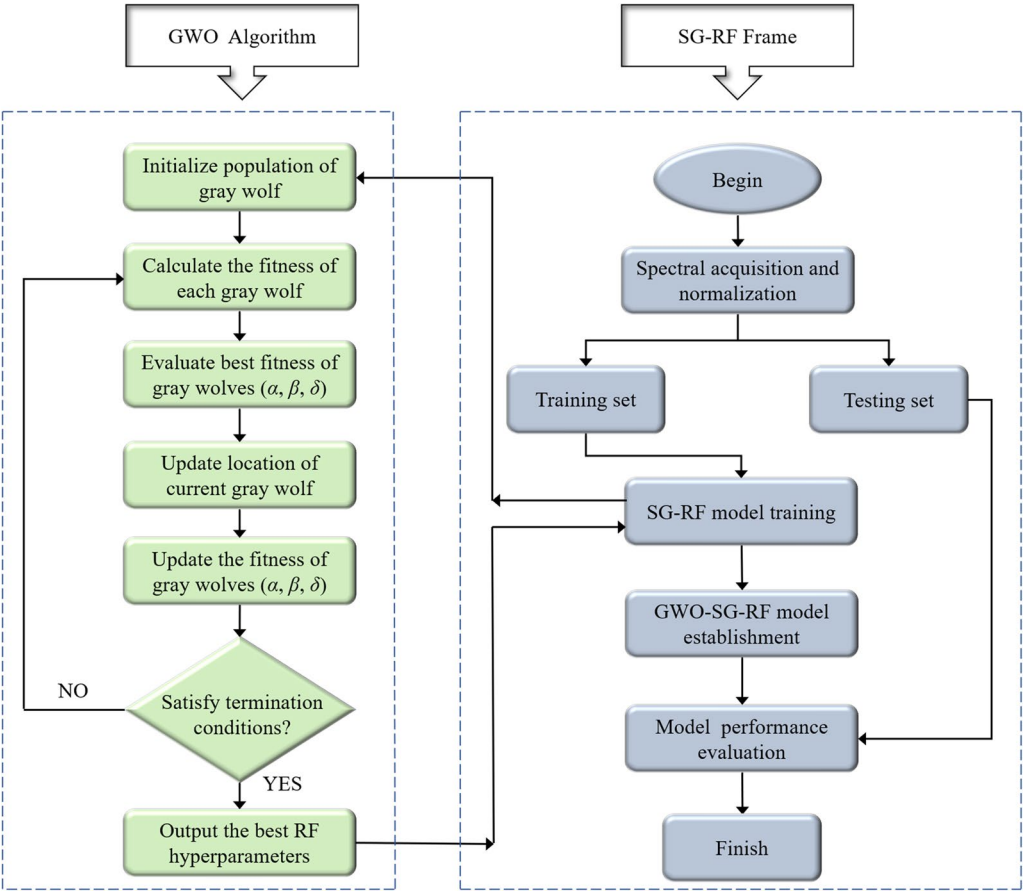 GWO Algorithm
Initialize population of
gray wolf
Calculate the fitness of
each gray wolf
Evaluate best fitness of
gray wolves (α, β, δ)
Update location of
current gray wolf
Update the fitness of
gray wolves (α, β, δ)
Satisfy termination
conditions?
NO
YES
Output the best RF
hyperparameters
SG-RF Frame
Begin
Spectral acquisition and
normalization
Training set
Testing set
SG-RF model training
GWO-SG-RF model
establishment
Model performance
evaluation
Finish